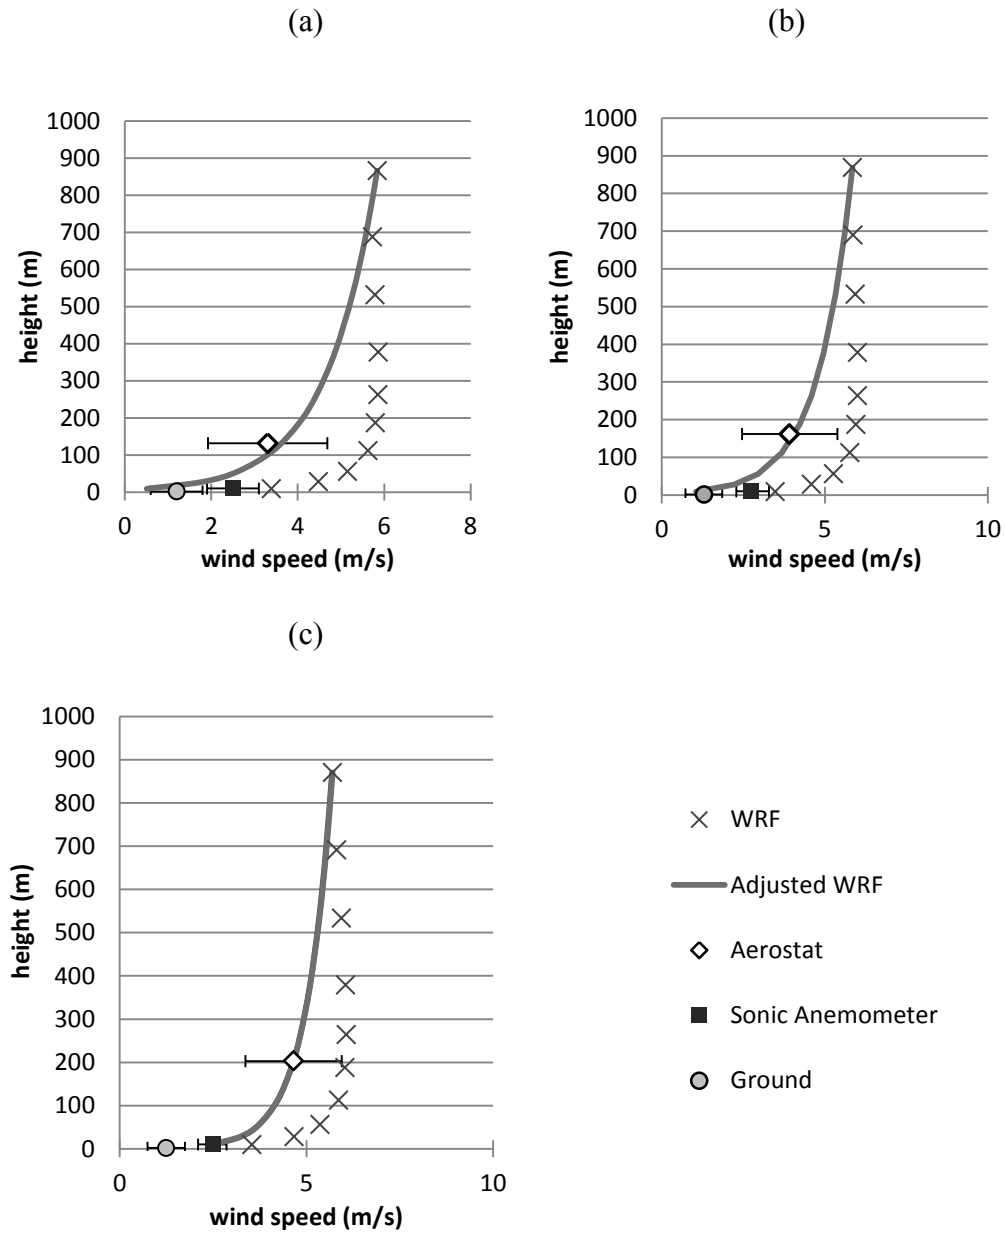 (a)
1000
900
800
700
600
500
400
300
200
100
0
height (m)
0 2 4 6 8
wind speed (m/s)
(b)
1000
900
800
700
600
500
400
300
200
100
0
height (m)
0 5 10
wind speed (m/s)
(c)
1000
900
800
700
600
500
400
300
200
100
0
height (m)
0 5 10
wind speed (m/s)
WRF
Adjusted WRF
Aerostat
Sonic Anemometer
Ground